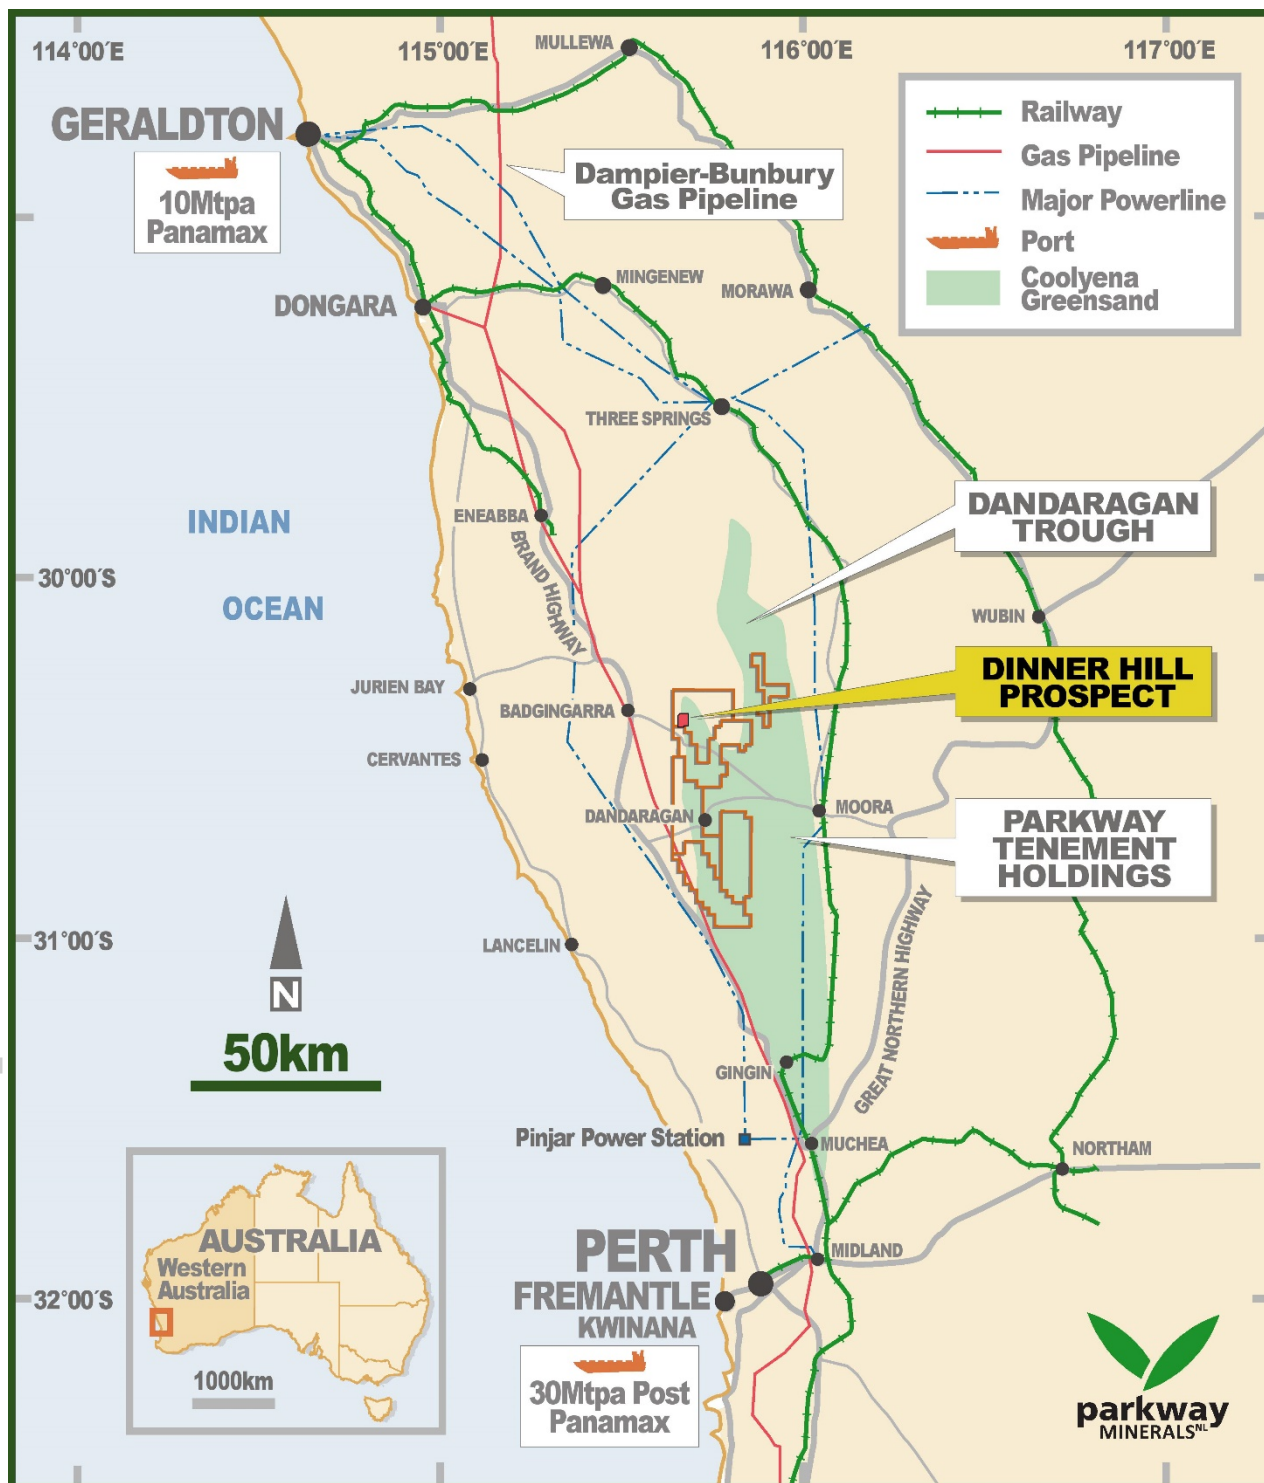 114°00'E
115°00'E
116°00'E
117°00'E
MULLEWA
GERALDTON
10Mtpa
Panamax
Dampier-Bunbury
Gas Pipeline
Railway
Gas Pipeline
Major Powerline
Port
Coolyena
Greensand
DONGARA
MINGENEW
MORAWA
THREE SPRINGS
ENEABBA
INDIAN
OCEAN
BRAND HIGHWAY
DANDARAGAN
TROUGH
30°00'S
WUBIN
DINNER HILL
PROSPECT
JURIEN BAY
BADGINGARRA
CERVANTES
DANDARAGAN
MOORA
PARKWAY
TENEMENT
HOLDINGS
31°00'S
LANCELIN
N
50km
GREAT NORTHERN HIGHWAY
GINGIN
Pinjar Power Station
MUCHEA
NORTHAM
AUSTRALIA
Western
Australia
1000km
PERTH
MIDLAND
FREMANTLE
KWINANA
32°00'S
30Mtpa Post
Panamax
parkway
MINERALS NL